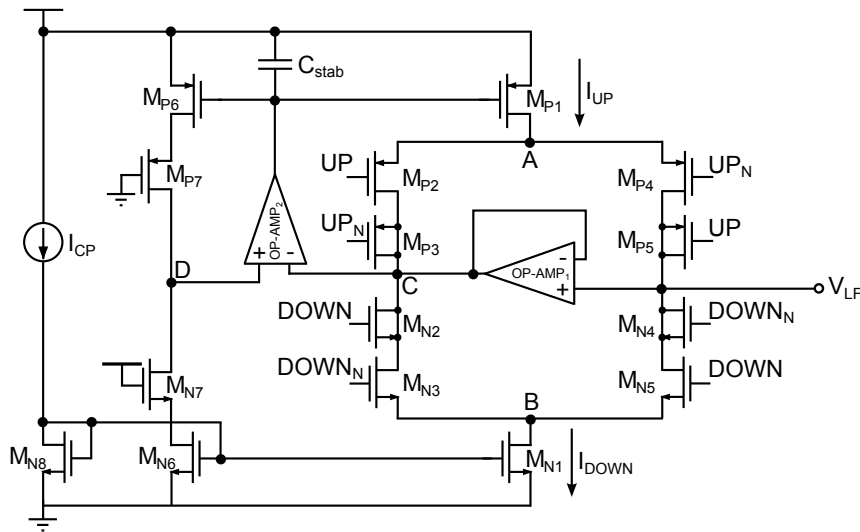 C_stab
M_P6
M_P1
I_UP
A
UP
M_P2
M_P4
UP_N
M_P7
UP_N
M_P3
M_P5
UP
I_CP
OP-AMP_2
+ -
D
C
OP-AMP_1
-
+
V_LF
DOWN
M_N2
M_N4
DOWN_N
M_N7
DOWN_N
M_N3
M_N5
DOWN
B
M_N8
M_N6
M_N1
I_DOWN